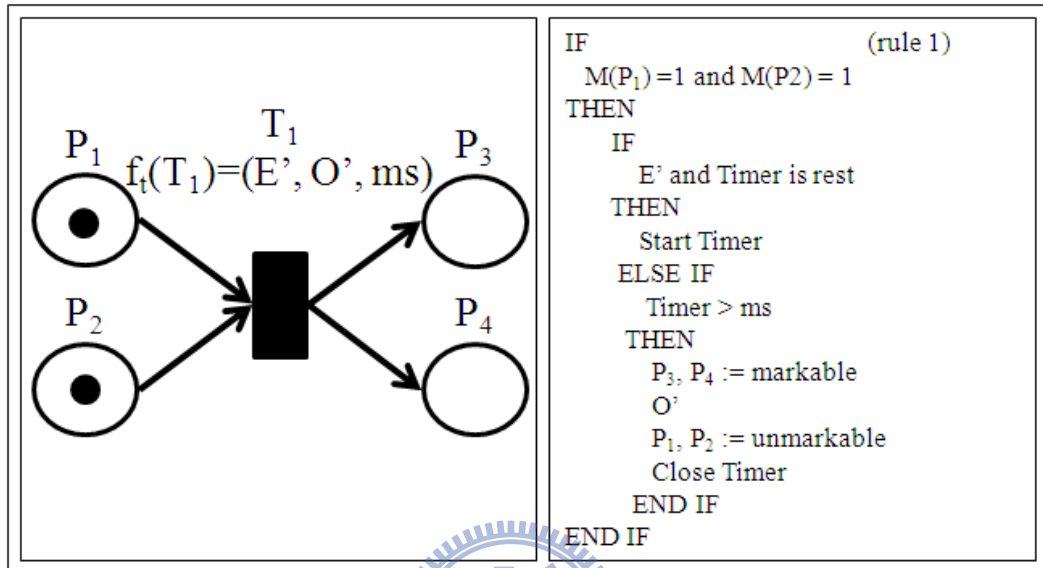 T₁
P₁ fₜ(T₁)=(E’, O’, ms) P₃
P₂ P₄
IF (rule 1)
M(P₁) =1 and M(P2) = 1
THEN
IF
E’ and Timer is rest
THEN
Start Timer
ELSE IF
Timer > ms
THEN
P₃, P₄ := markable
O’
P₁, P₂ := unmarkable
Close Timer
END IF
END IF